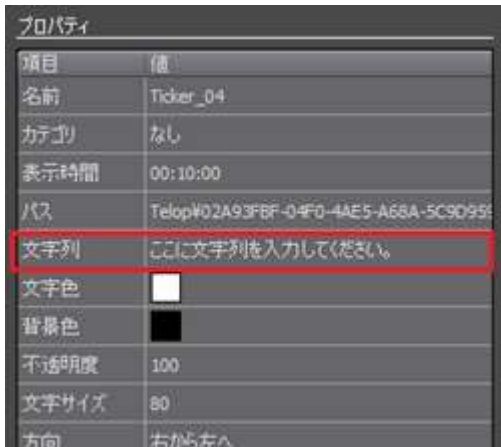 プロパティ
項目 値
名前 Ticker_04
カテゴリ なし
表示時間 00:10:00
パス Telop¥02A93FBF-04F0-4AE5-A68A-5C9D959
文字列 ここに文字列を入力してください。
文字色
背景色
不透明度 100
文字サイズ 80
方向 右から左へ